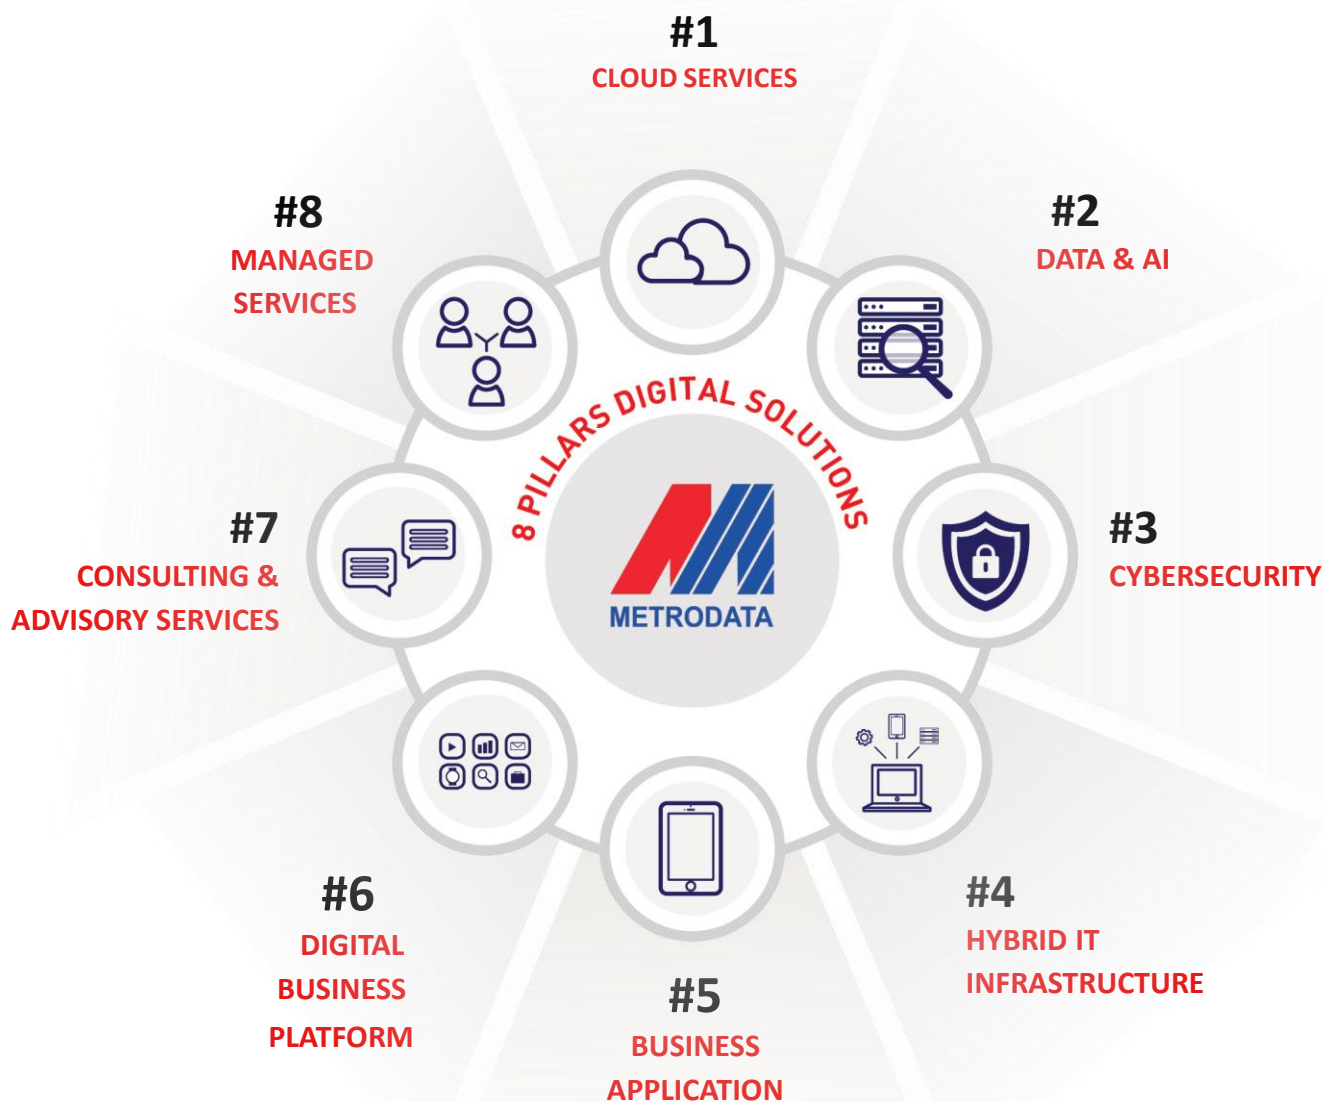 #1
CLOUD SERVICES
#2
DATA & AI
#3
CYBERSECURITY
#4
HYBRID IT
INFRASTRUCTURE
#5
BUSINESS
APPLICATION
#6
DIGITAL
BUSINESS
PLATFORM
#7
CONSULTING &
ADVISORY SERVICES
#8
MANAGED
SERVICES
8 PILLARS DIGITAL SOLUTIONS
METRODATA